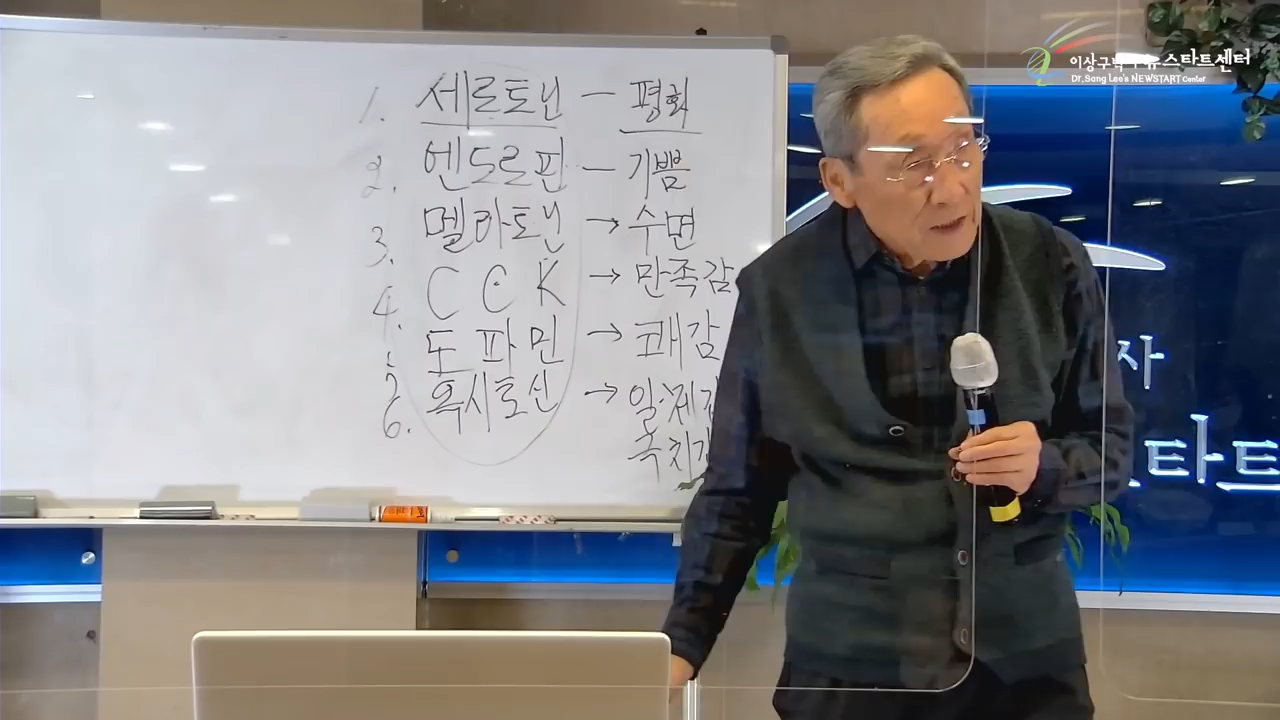 이상구박사 뉴스타트센터
Dr. Sang Lee's NEWSTART Center
1. 세로토닌 — 평화
2. 엔도르핀 — 기쁨
3. 멜라토닌 → 수면
4. C C K → 만족감
5 도파민 → 쾌감
6. 옥시토신 → 일체감
촉치감
자
스타트